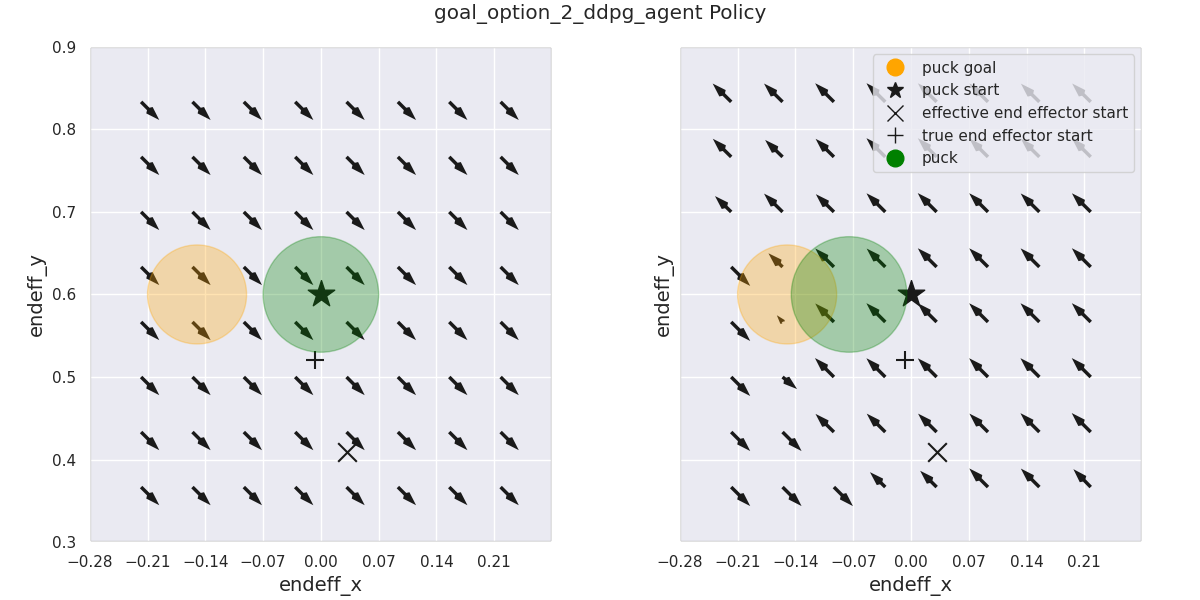 goal_option_2_ddpg_agent Policy
0.9
0.8
0.7
0.6
0.5
0.4
0.3
endeff_y
−0.28 −0.21 −0.14 −0.07 0.00 0.07 0.14 0.21
endeff_x
puck goal
puck start
effective end effector start
true end effector start
puck
endeff_y
−0.28 −0.21 −0.14 −0.07 0.00 0.07 0.14 0.21
endeff_x